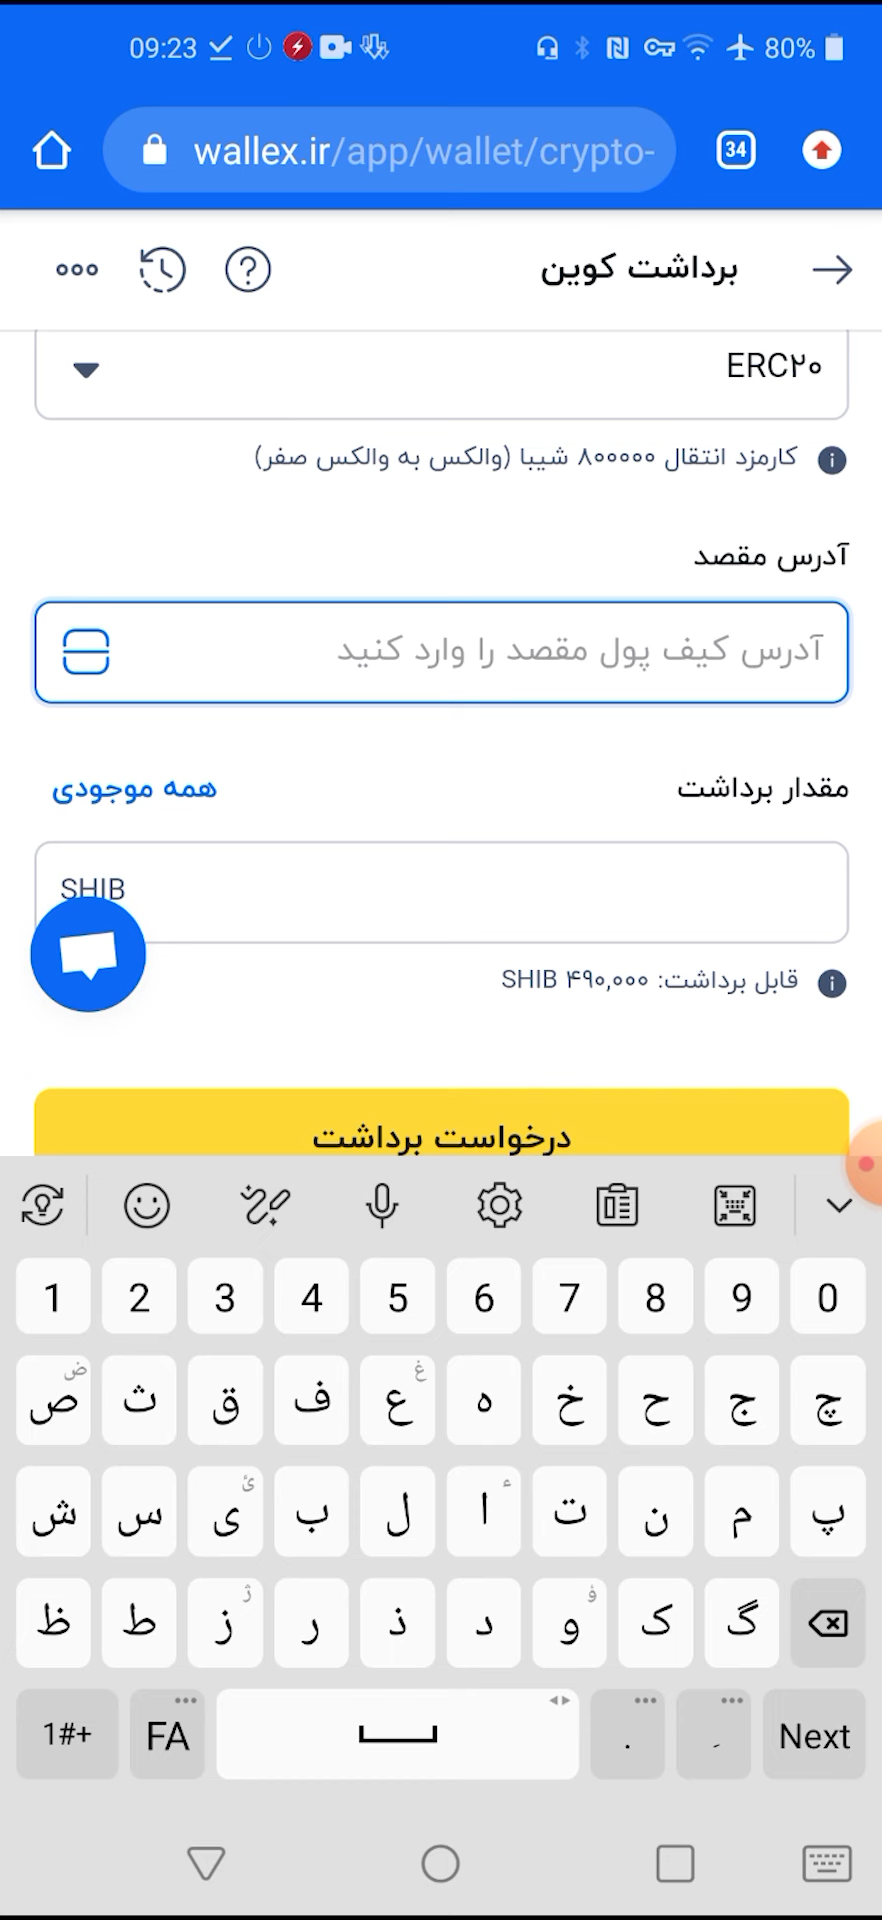 09:23 80%
wallex.ir/app/wallet/crypto-
34
برداشت کوین
ERC۲۰
کارمزد انتقال ۸۰۰۰۰۰ شیبا (والکس به والکس صفر)
آدرس مقصد
آدرس کیف پول مقصد را وارد کنید
مقدار برداشت همه موجودی
SHIB
قابل برداشت: ۴۹۰,۰۰۰ SHIB
درخواست برداشت
1 2 3 4 5 6 7 8 9 0
ض غ
ص ث ق ف ع ه خ ح ج چ
ئ ء
ش س ی ب ل ا ت ن م پ
ژ ؤ
ظ ط ز ر ذ د و ک گ
1#+ FA . Next